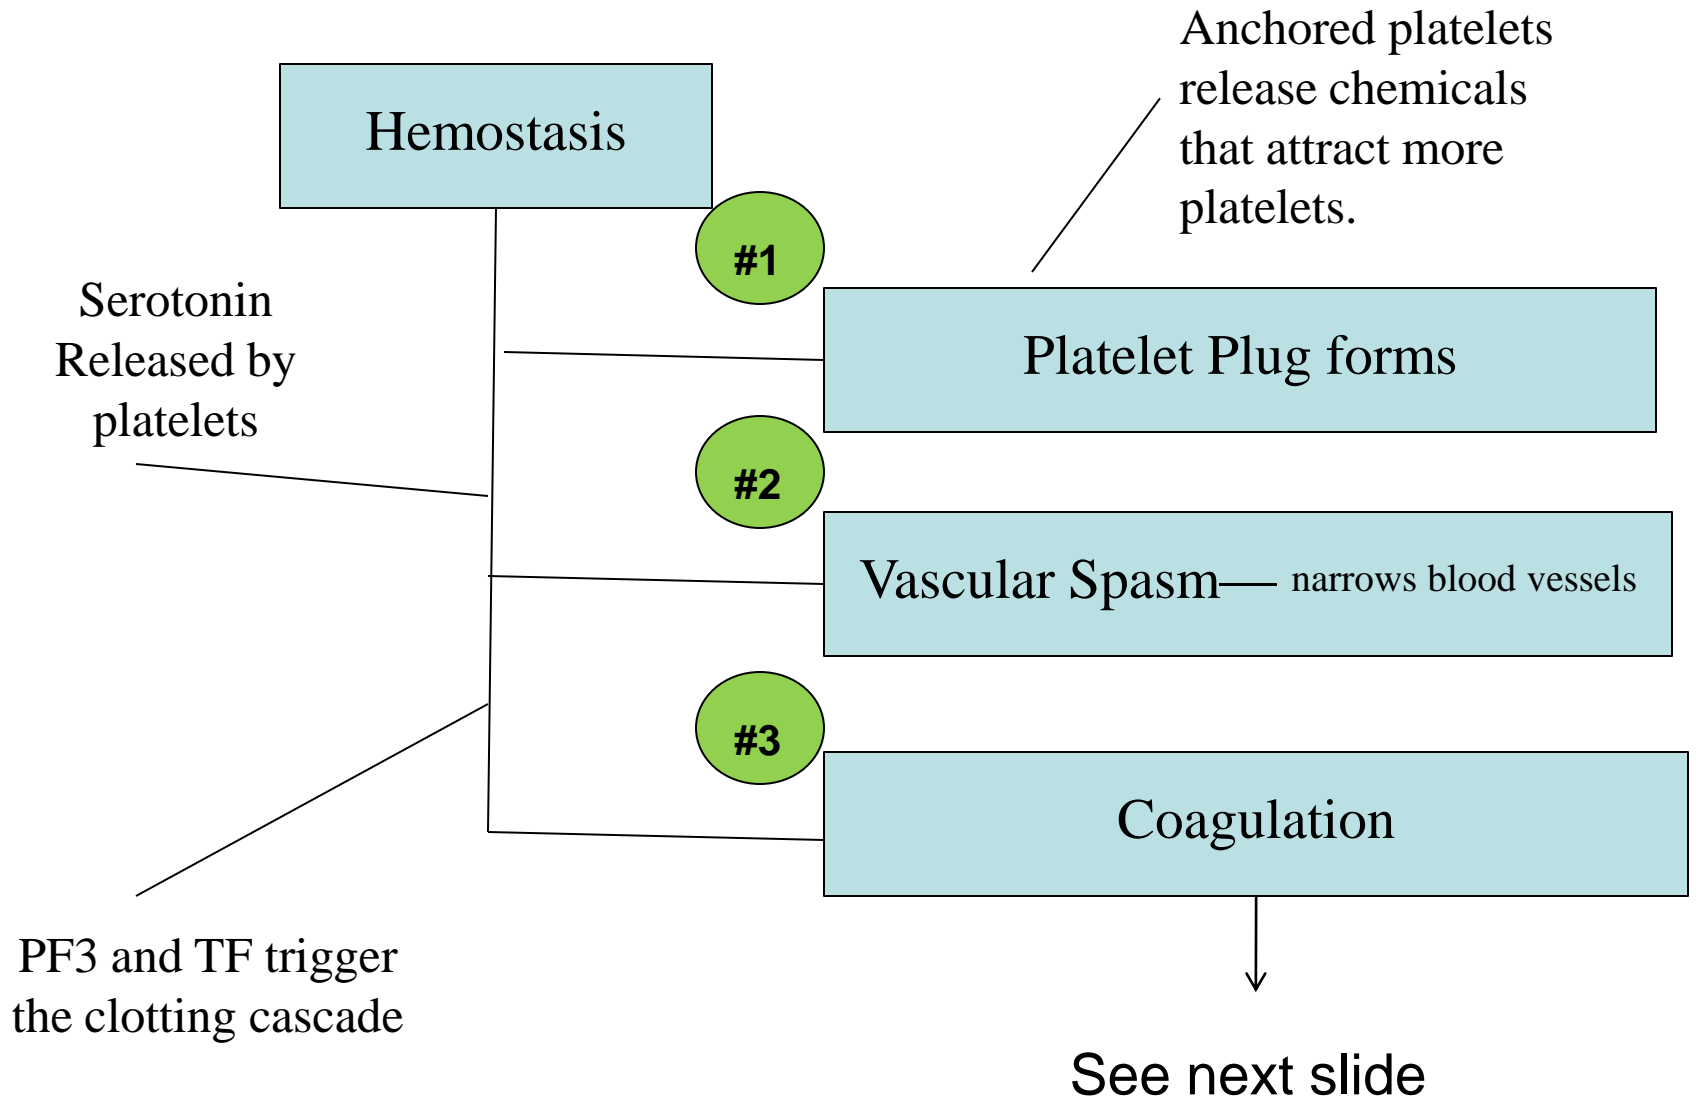 Anchored platelets
release chemicals
that attract more
platelets.
Hemostasis
#1
Serotonin
Released by
platelets
Platelet Plug forms
#2
Vascular Spasm— narrows blood vessels
#3
Coagulation
PF3 and TF trigger
the clotting cascade
See next slide